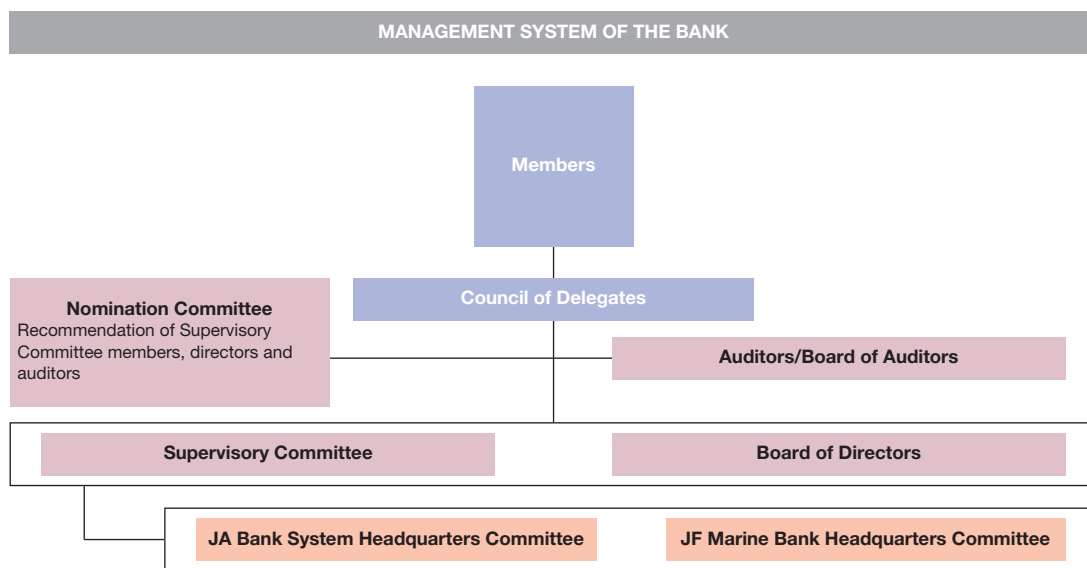 MANAGEMENT SYSTEM OF THE BANK
Members
Council of Delegates
Nomination Committee
Recommendation of Supervisory
Committee members, directors and
auditors
Auditors/Board of Auditors
Supervisory Committee
Board of Directors
JA Bank System Headquarters Committee
JF Marine Bank Headquarters Committee